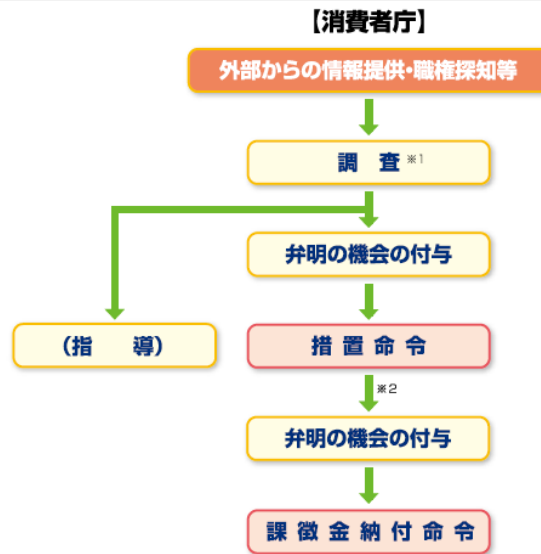 【消費者庁】
外部からの情報提供・職権探知等
調 査 ※1
弁明の機会の付与
(指 導)
措 置 命 令
※2
弁明の機会の付与
課 徴 金 納 付 命 令